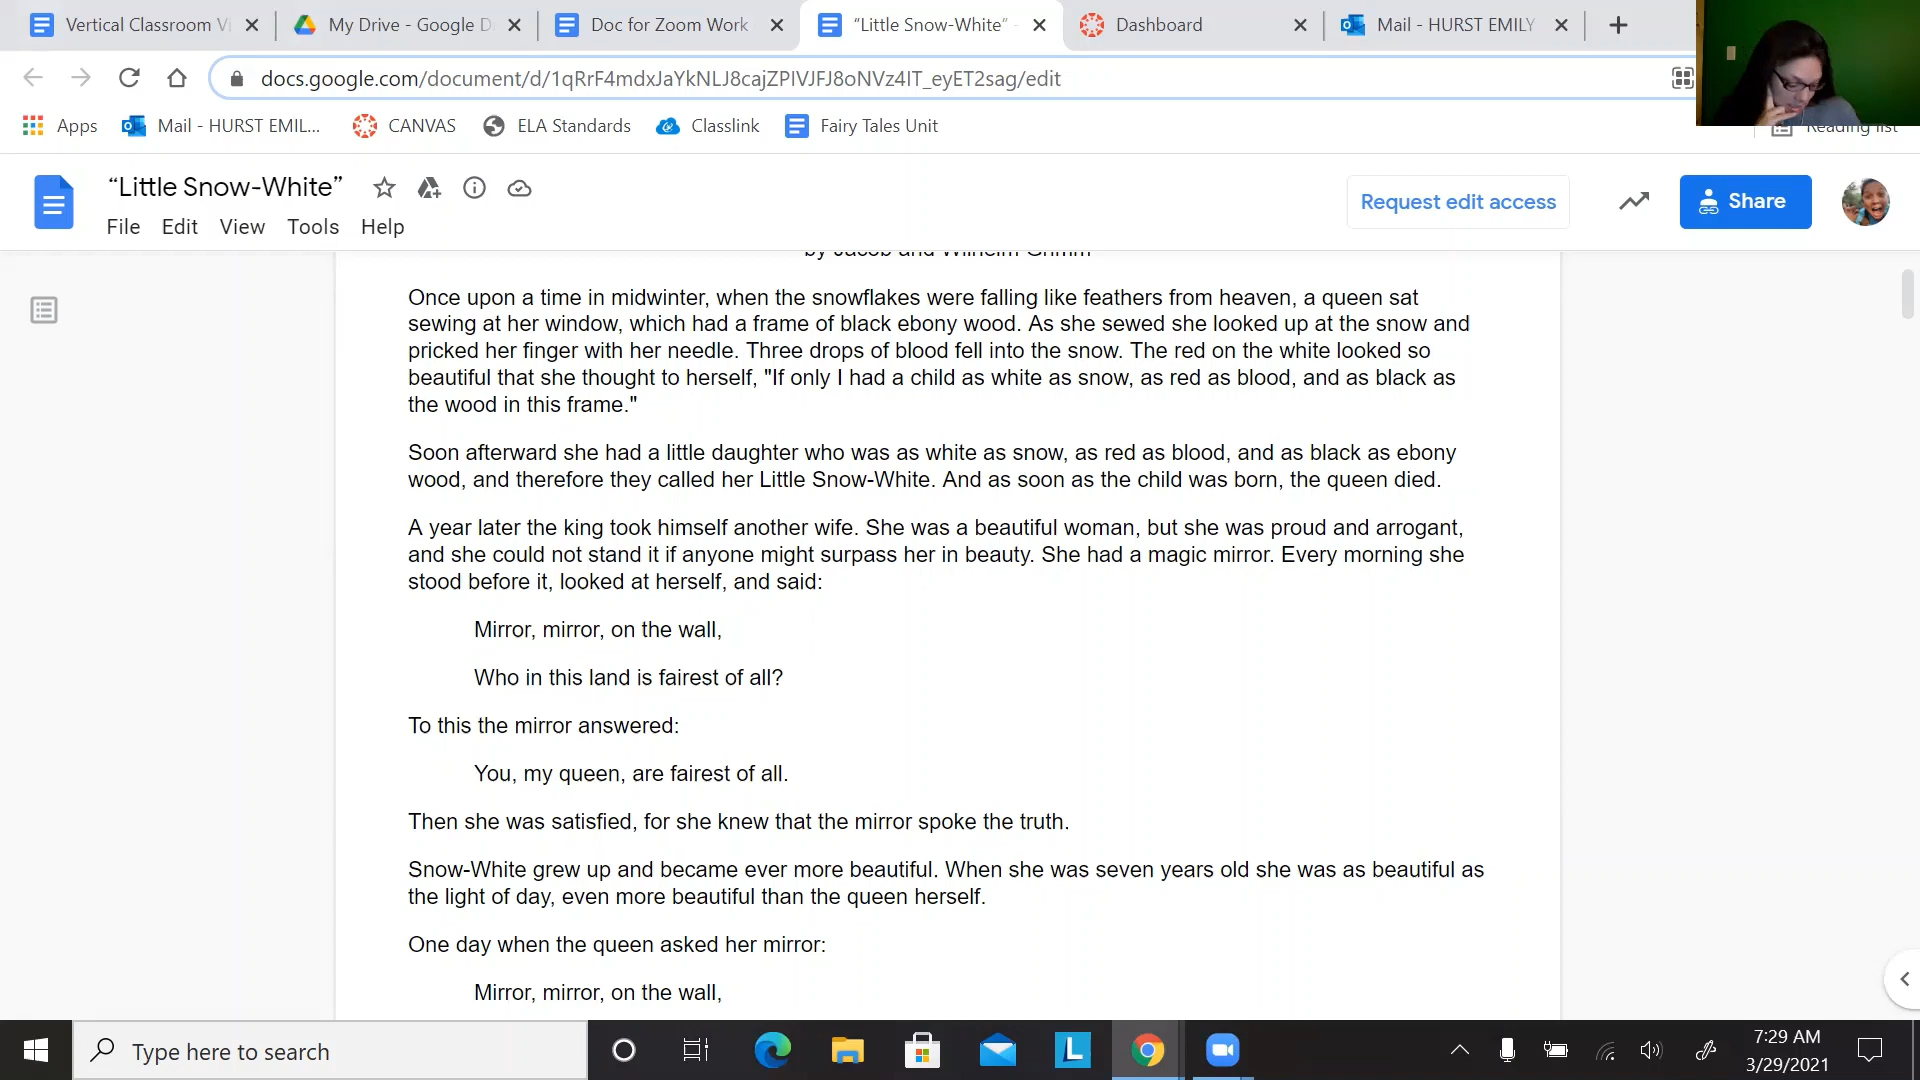 Vertical Classroom Vi
My Drive - Google D
Doc for Zoom Work
“Little Snow-White” -
Dashboard
Mail - HURST EMILY
docs.google.com/document/d/1qRrF4mdxJaYkNLJ8cajZPIVJFJ8oNVz4IT_eyET2sag/edit
Apps
Mail - HURST EMIL...
CANVAS
ELA Standards
Classlink
Fairy Tales Unit
Reading list
“Little Snow-White”
File Edit View Tools Help
Request edit access
Share
by Jacob and Wilhelm Grimm
Once upon a time in midwinter, when the snowflakes were falling like feathers from heaven, a queen sat
sewing at her window, which had a frame of black ebony wood. As she sewed she looked up at the snow and
pricked her finger with her needle. Three drops of blood fell into the snow. The red on the white looked so
beautiful that she thought to herself, "If only I had a child as white as snow, as red as blood, and as black as
the wood in this frame."
Soon afterward she had a little daughter who was as white as snow, as red as blood, and as black as ebony
wood, and therefore they called her Little Snow-White. And as soon as the child was born, the queen died.
A year later the king took himself another wife. She was a beautiful woman, but she was proud and arrogant,
and she could not stand it if anyone might surpass her in beauty. She had a magic mirror. Every morning she
stood before it, looked at herself, and said:
Mirror, mirror, on the wall,
Who in this land is fairest of all?
To this the mirror answered:
You, my queen, are fairest of all.
Then she was satisfied, for she knew that the mirror spoke the truth.
Snow-White grew up and became ever more beautiful. When she was seven years old she was as beautiful as
the light of day, even more beautiful than the queen herself.
One day when the queen asked her mirror:
Mirror, mirror, on the wall,
Type here to search
L
7:29 AM
3/29/2021